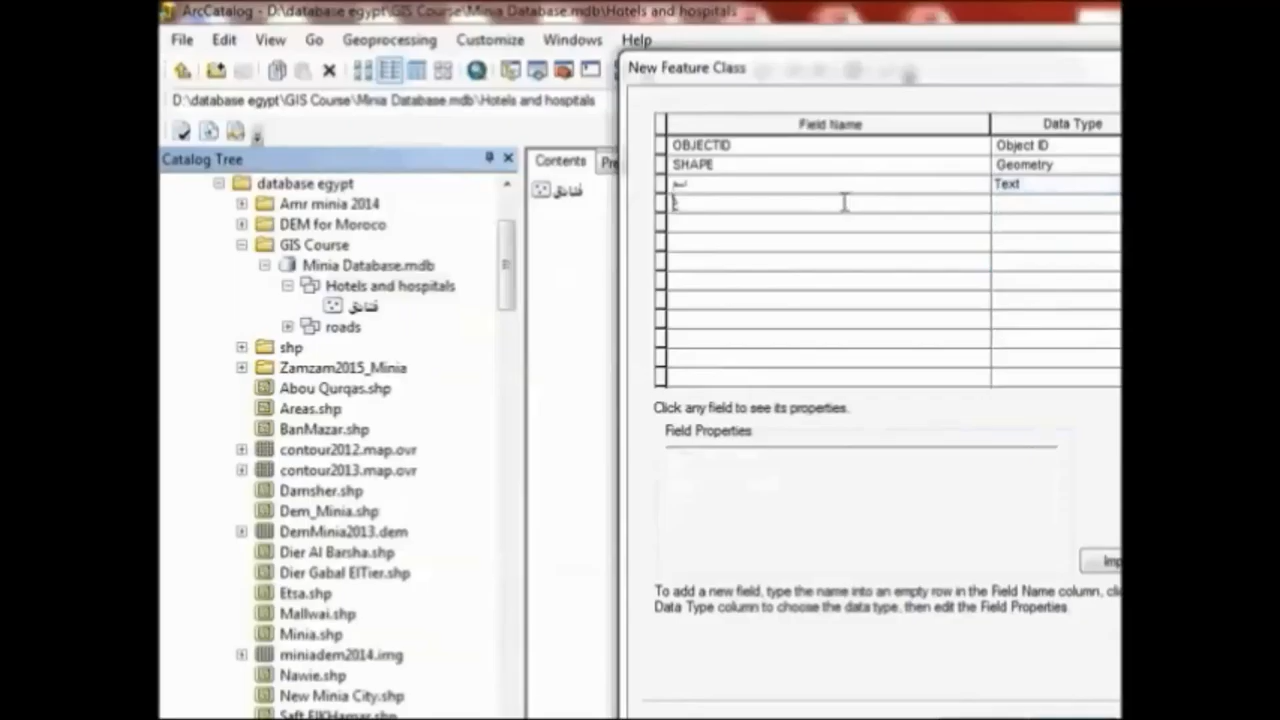 ArcCatalog - D:\database egypt\GIS Course\Minia Database.mdb\Hotels and hospitals
File Edit View Go Geoprocessing Customize Windows Help
New Feature Class
D:\database egypt\GIS Course\Minia Database.mdb\Hotels and hospitals
Catalog Tree
Contents
database egypt
Amr minia 2014
DEM for Moroco
GIS Course
Minia Database.mdb
Hotels and hospitals
فنادق
roads
shp
Zamzam2015_Minia
Abou Qurqas.shp
Areas.shp
BanMazar.shp
contour2012.map.ovr
contour2013.map.ovr
Damsher.shp
Dem_Minia.shp
DemMinia2013.dem
Dier Al Barsha.shp
Dier Gabal ElTier.shp
Etsa.shp
Mallwai.shp
Minia.shp
miniadem2014.img
Nawie.shp
New Minia City.shp
Saft ElKHamar.shp
فنادق
Field Name Data Type
OBJECTID Object ID
SHAPE Geometry
Text
Click any field to see its properties.
Field Properties
To add a new field, type the name into an empty row in the Field Name column,
Data Type column to choose the data type, then edit the Field Properties